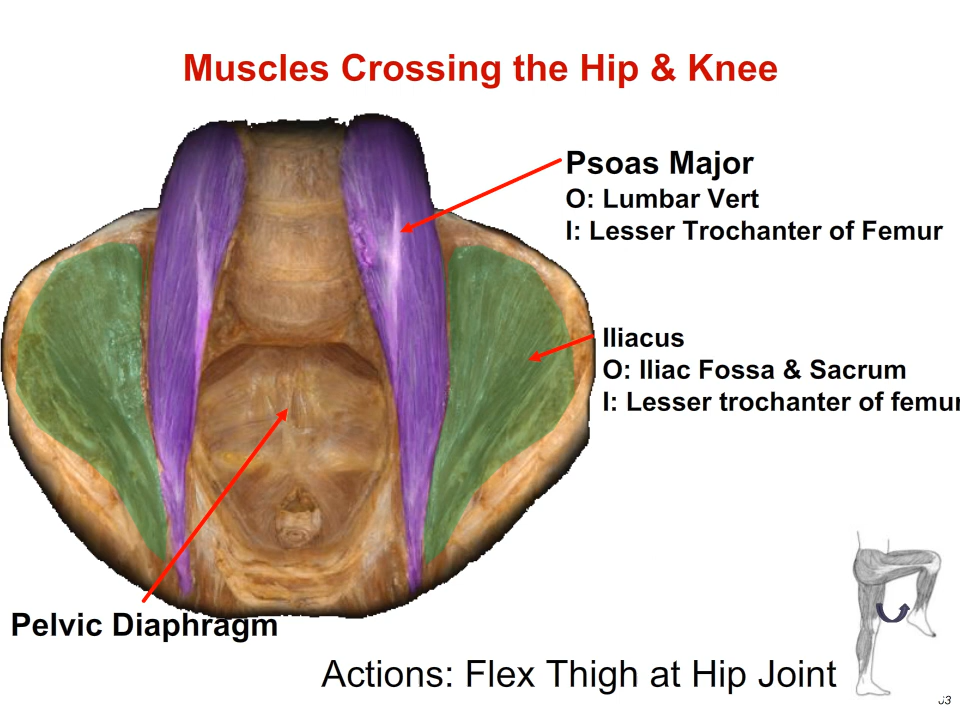 Muscles Crossing the Hip & Knee
Psoas Major
O: Lumbar Vert
I: Lesser Trochanter of Femur
Iliacus
O: Iliac Fossa & Sacrum
I: Lesser trochanter of femur
Pelvic Diaphragm
Actions: Flex Thigh at Hip Joint